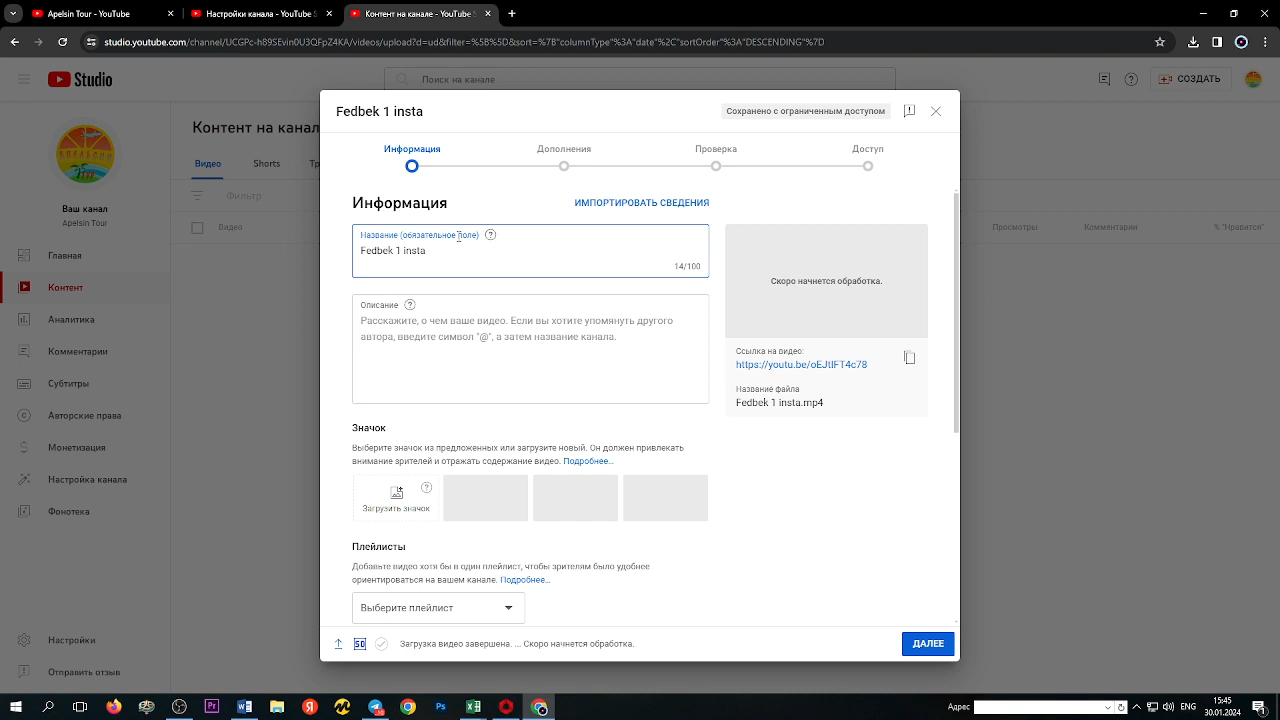 Apelsin Tour - YouTube
Настройки канала - YouTube S
Контент на канале - YouTube
studio.youtube.com/channel/UCGPc-h89SEvin0U3QFpZ4KA/videos/upload?d=ud&filter=%5B%5D&sort=%7B"columnType"%3A"date"%2C"sortOrder"%3A"DESCENDING"%7D
Studio
Поиск на канале
СОЗДАТЬ
АПЕЛЬСИН
Ваш канал
Apelsin Tour
Главная
Контент
Аналитика
Комментарии
Субтитры
Авторские права
Монетизация
Настройка канала
Фонотека
Настройки
Отправить отзыв
Контент на канал
Видео
Shorts
Тр
Фильтр
Видео
Просмотры
Комментарии
% "Нравится"
Fedbek 1 insta
Сохранено с ограниченным доступом
Информация
Дополнения
Проверка
Доступ
Информация
ИМПОРТИРОВАТЬ СВЕДЕНИЯ
Название (обязательное поле)
Fedbek 1 insta
14/100
Описание
Расскажите, о чем ваше видео. Если вы хотите упомянуть другого
автора, введите символ "@", а затем название канала.
Скоро начнется обработка.
Ссылка на видео:
https://youtu.be/oEJtIFT4c78
Название файла
Fedbek 1 insta.mp4
Значок
Выберите значок из предложенных или загрузите новый. Он должен привлекать
внимание зрителей и отражать содержание видео. Подробнее…
Загрузить значок
Плейлисты
Добавьте видео хотя бы в один плейлист, чтобы зрителям было удобнее
ориентироваться на вашем канале. Подробнее…
Выберите плейлист
SD
Загрузка видео завершена. ... Скоро начнется обработка.
ДАЛЕЕ
Адрес
ENG
15:45
30.01.2024